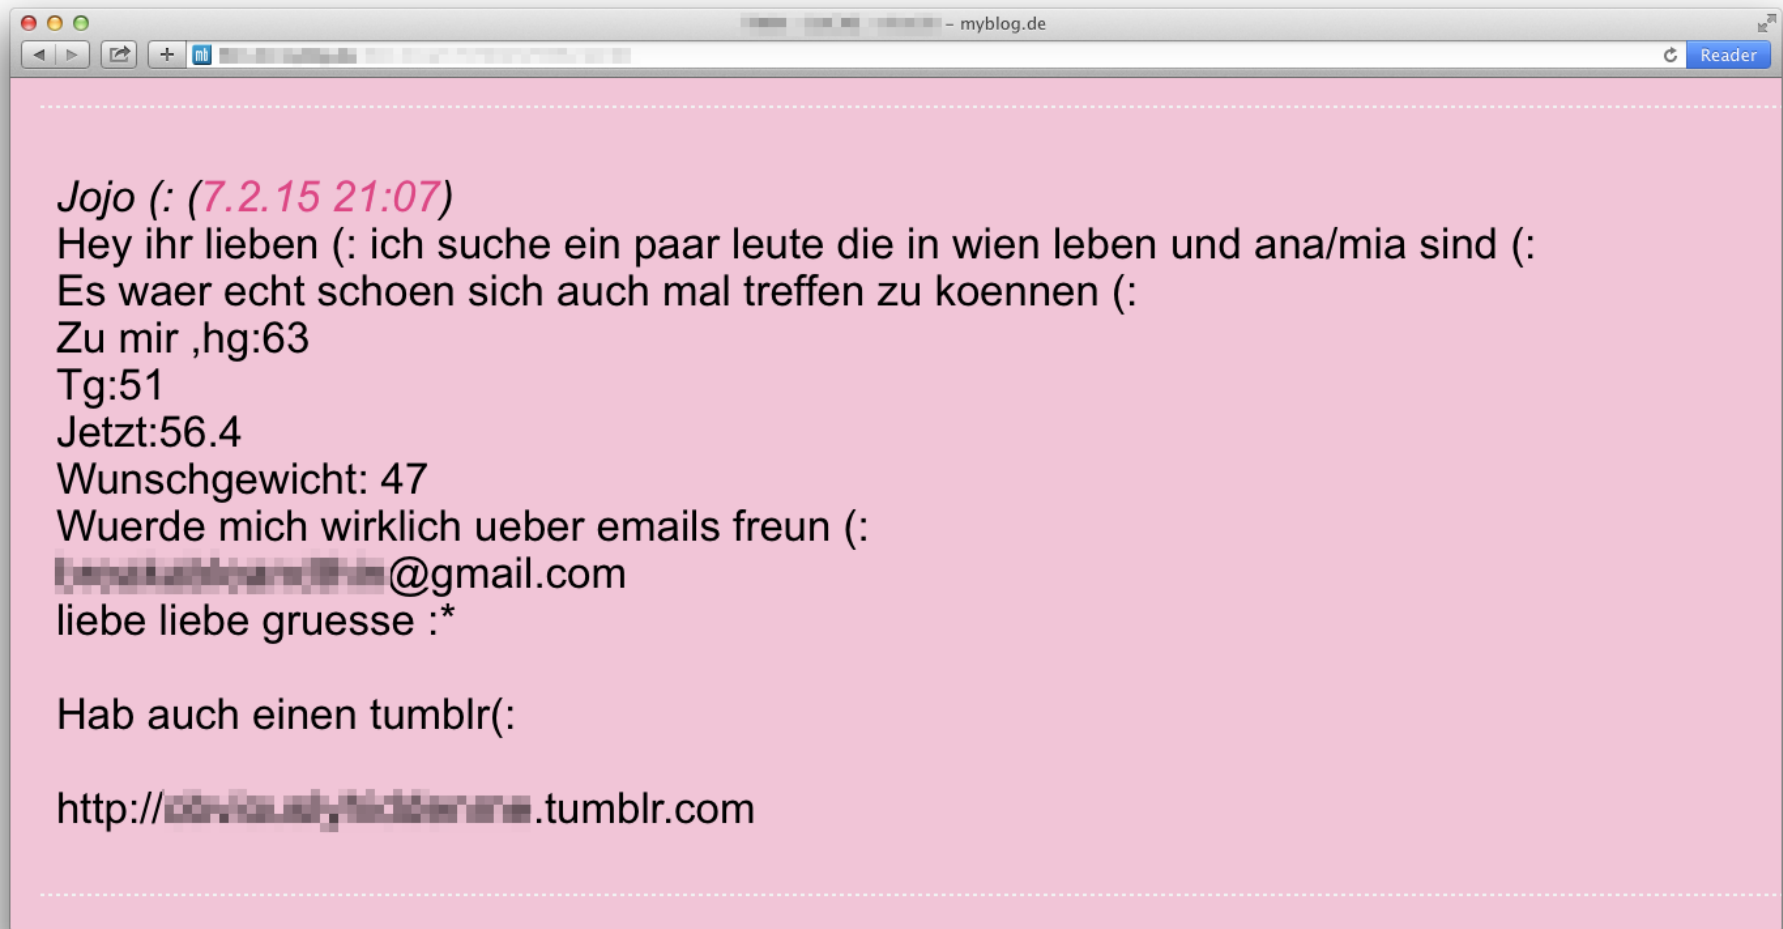 – myblog.de
Reader
Jojo (: (7.2.15 21:07)
Hey ihr lieben (: ich suche ein paar leute die in wien leben und ana/mia sind (:
Es waer echt schoen sich auch mal treffen zu koennen (:
Zu mir ,hg:63
Tg:51
Jetzt:56.4
Wunschgewicht: 47
Wuerde mich wirklich ueber emails freun (:
@gmail.com
liebe liebe gruesse :*
Hab auch einen tumblr(:
http:// .tumblr.com